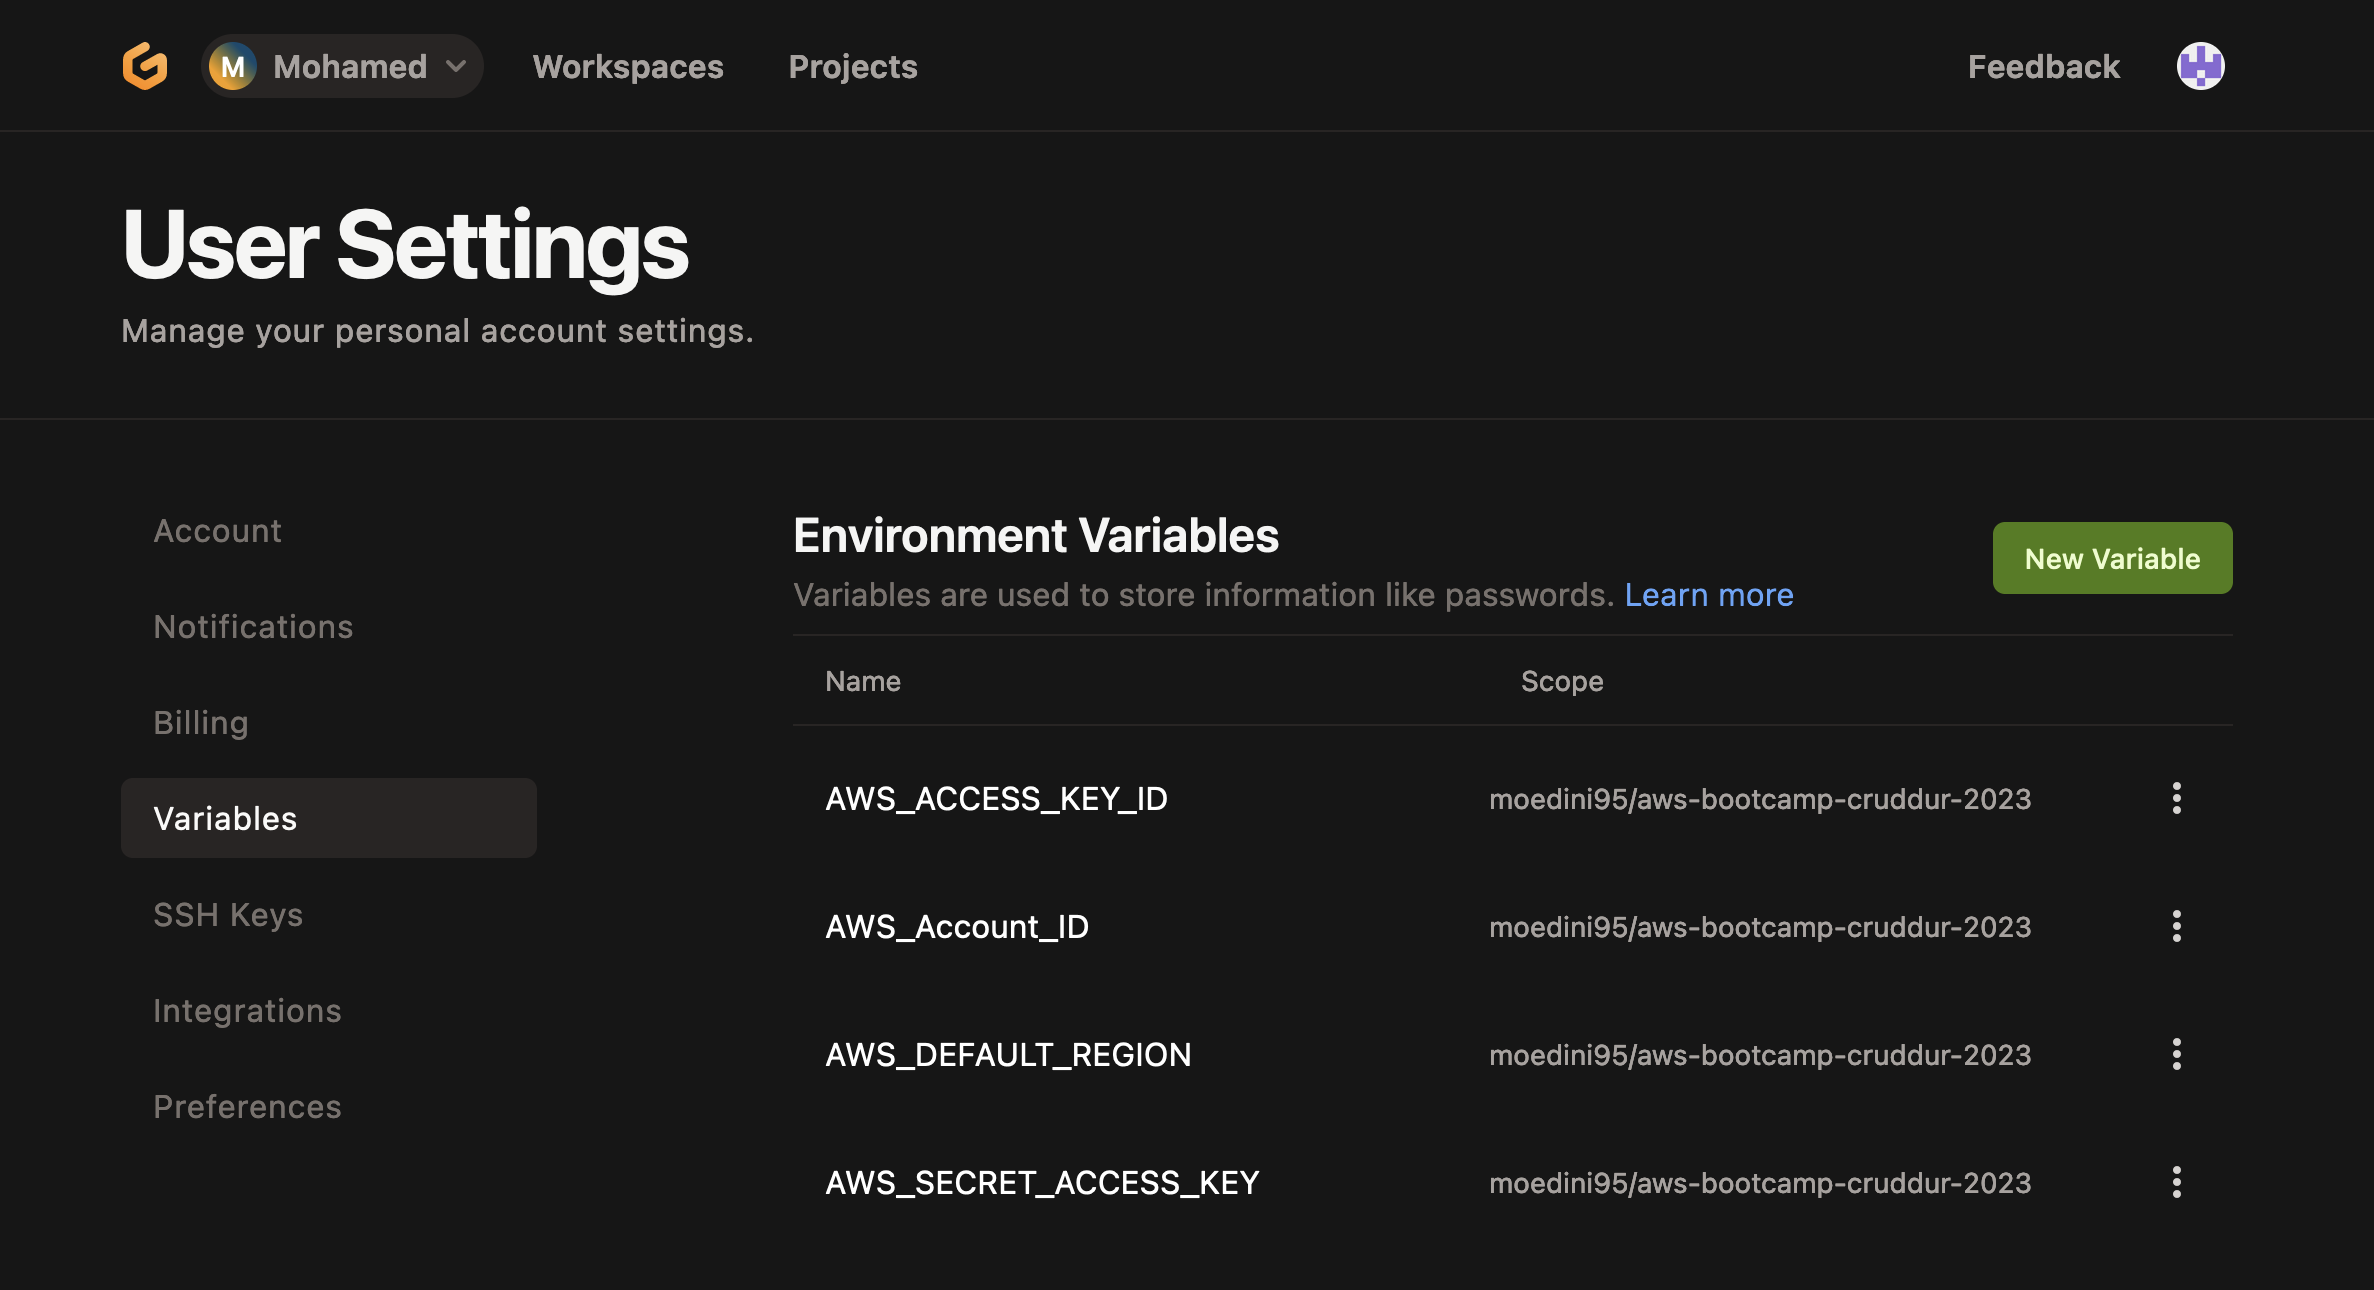 M Mohamed Workspaces Projects Feedback
User Settings
Manage your personal account settings.
Account
Notifications
Billing
Variables
SSH Keys
Integrations
Preferences
Environment Variables
Variables are used to store information like passwords. Learn more
New Variable
Name Scope
AWS_ACCESS_KEY_ID moedini95/aws-bootcamp-cruddur-2023
AWS_Account_ID moedini95/aws-bootcamp-cruddur-2023
AWS_DEFAULT_REGION moedini95/aws-bootcamp-cruddur-2023
AWS_SECRET_ACCESS_KEY moedini95/aws-bootcamp-cruddur-2023